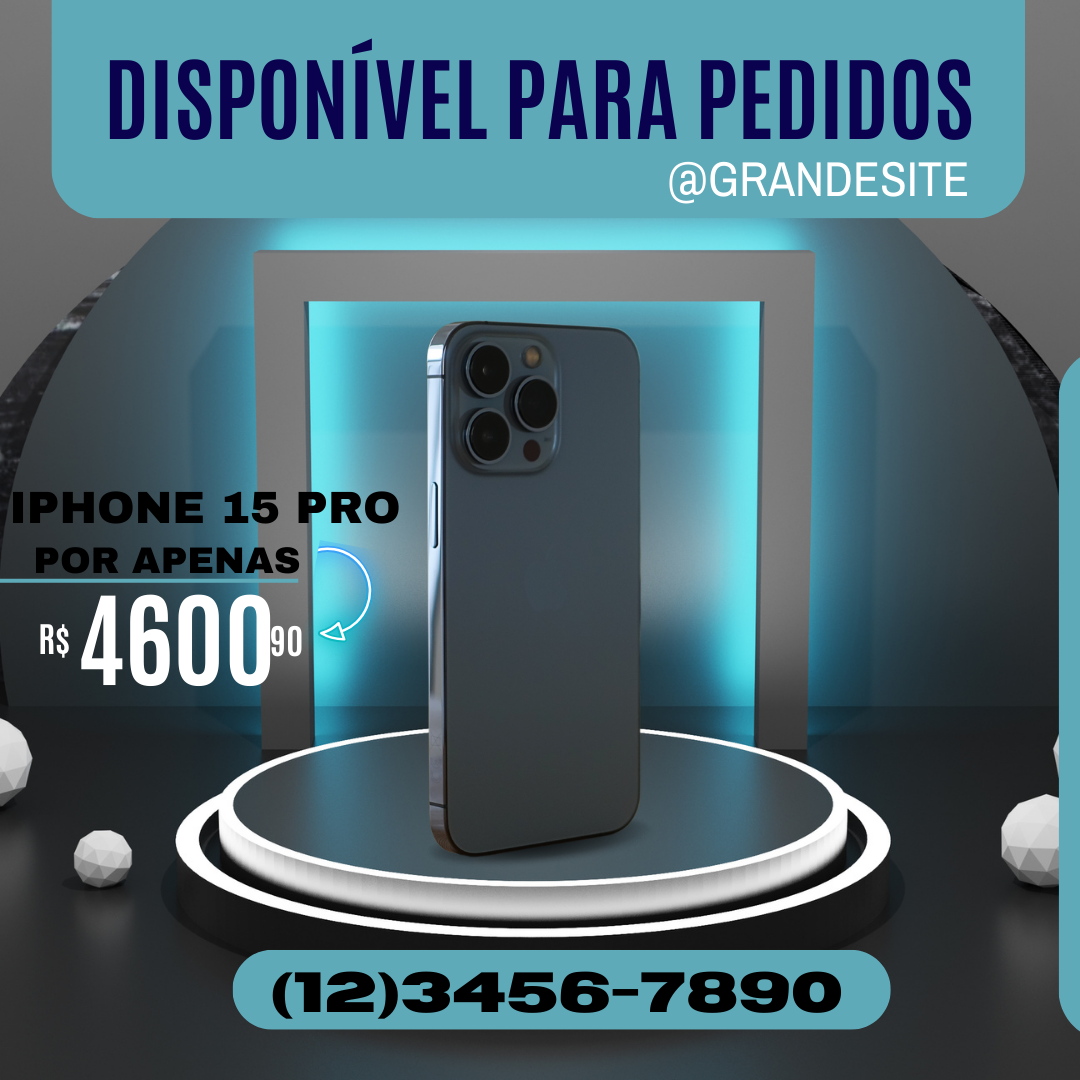 DISPONÍVEL PARA PEDIDOS
@GRANDESITE
IPHONE 15 PRO
POR APENAS
R$ 4600 90
(12)3456-7890